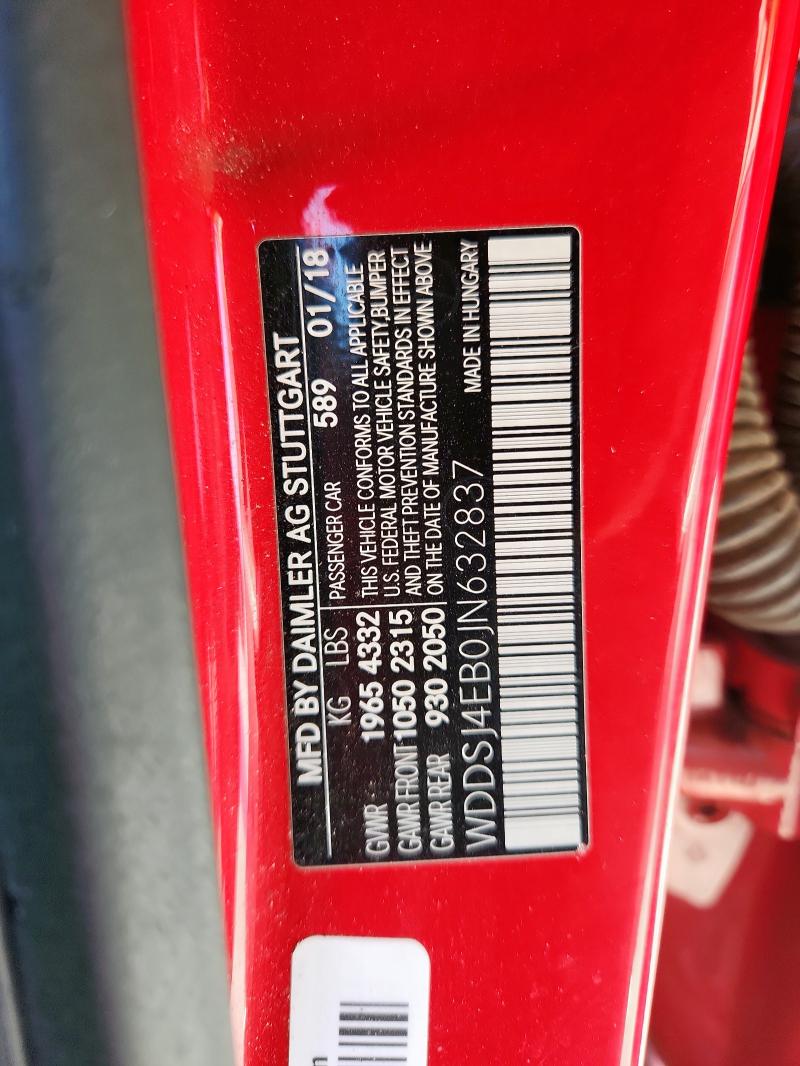 MFD BY DAIMLER AG STUTTGART
KG LBS PASSENGER CAR 589 01/18
GVWR 1965 4332 THIS VEHICLE CONFORMS TO ALL APPLICABLE
GAWR FRONT 1050 2315 U.S. FEDERAL MOTOR VEHICLE SAFETY,BUMPER
AND THEFT PREVENTION STANDARDS IN EFFECT
GAWR REAR 930 2050 ON THE DATE OF MANUFACTURE SHOWN ABOVE
WDDSJ4EB0JN632837 MADE IN HUNGARY